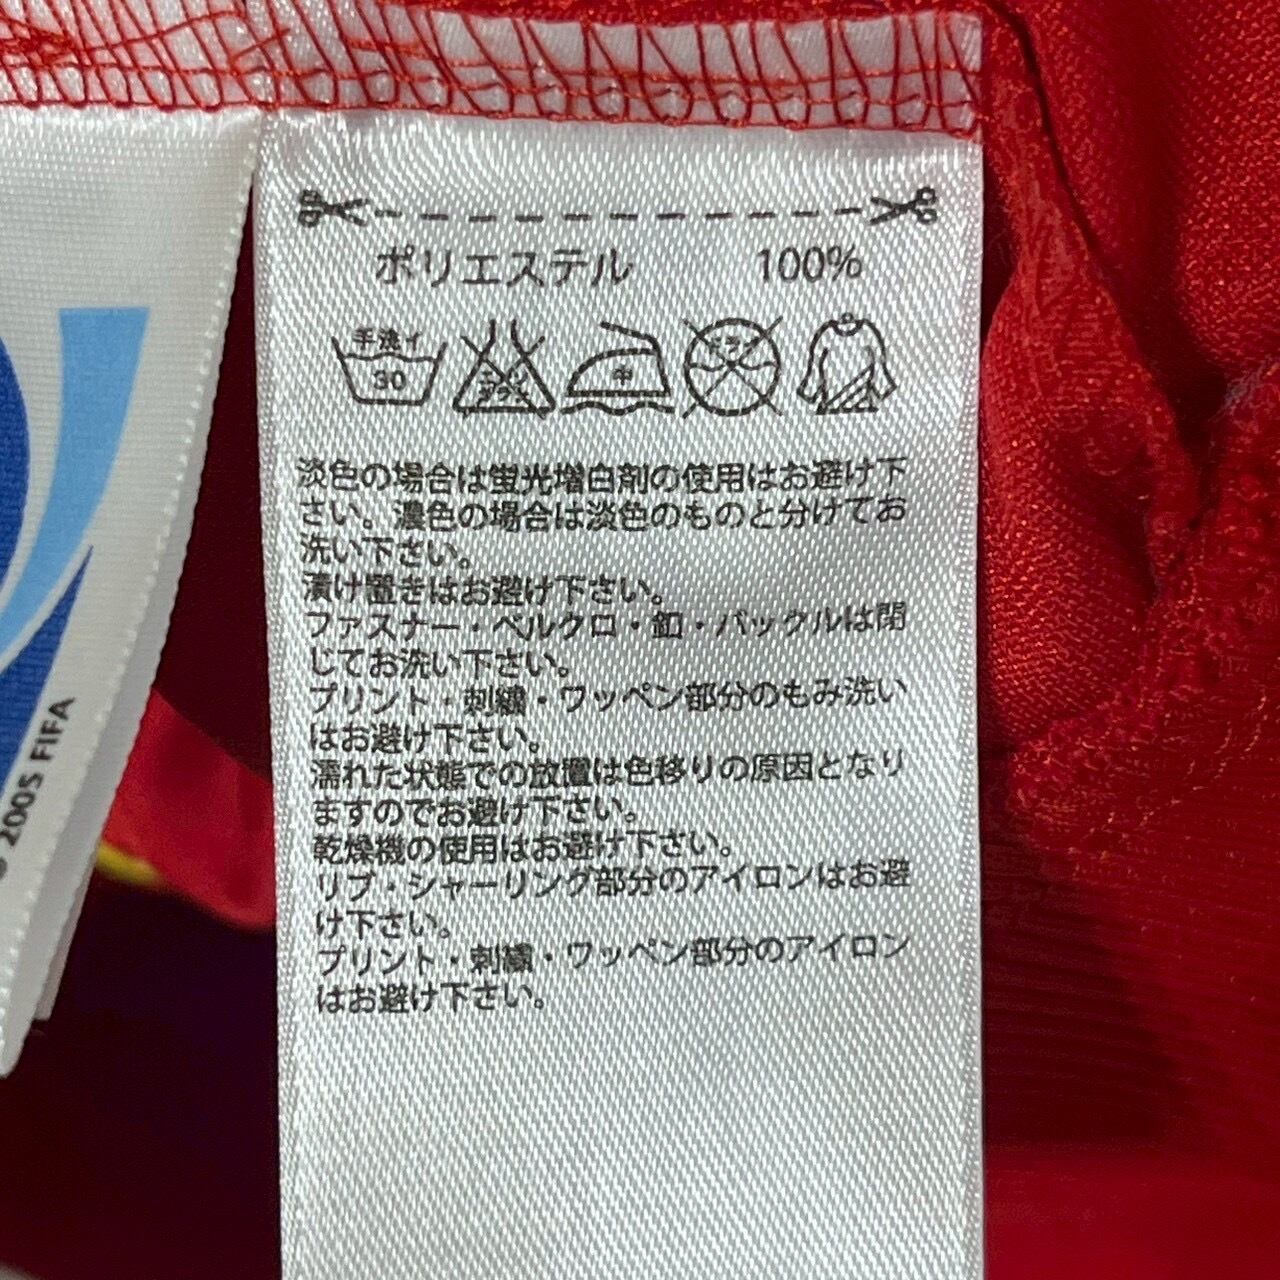 ポリエステル 100%
手洗イ
30
中
ドライ
淡色の場合は蛍光増白剤の使用はお避け下
さい。濃色の場合は淡色のものと分けてお
洗い下さい。
漬け置きはお避け下さい。
ファスナー・ベルクロ・釦・バックルは閉
じてお洗い下さい。
プリント・刺繍・ワッペン部分のもみ洗い
はお避け下さい。
濡れた状態での放置は色移りの原因となり
ますのでお避け下さい。
乾燥機の使用はお避け下さい。
リブ・シャーリング部分のアイロンはお避
け下さい。
プリント・刺繍・ワッペン部分のアイロン
はお避け下さい。
2005 FIFA